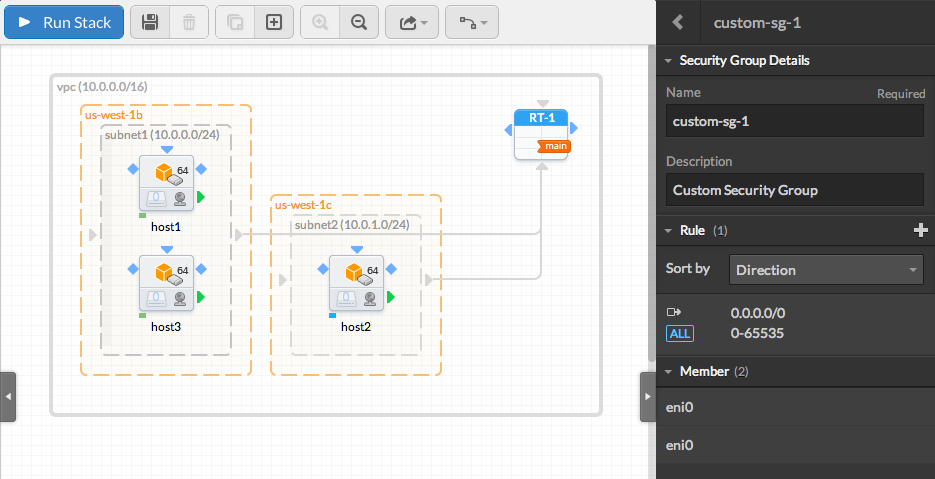 Run Stack
vpc (10.0.0.0/16)
us-west-1b
subnet1 (10.0.0.0/24)
64
host1
64
host3
us-west-1c
subnet2 (10.0.1.0/24)
64
host2
RT-1
main
custom-sg-1
Security Group Details
Name Required
custom-sg-1
Description
Custom Security Group
Rule (1)
Sort by Direction
0.0.0.0/0
ALL 0-65535
Member (2)
eni0
eni0